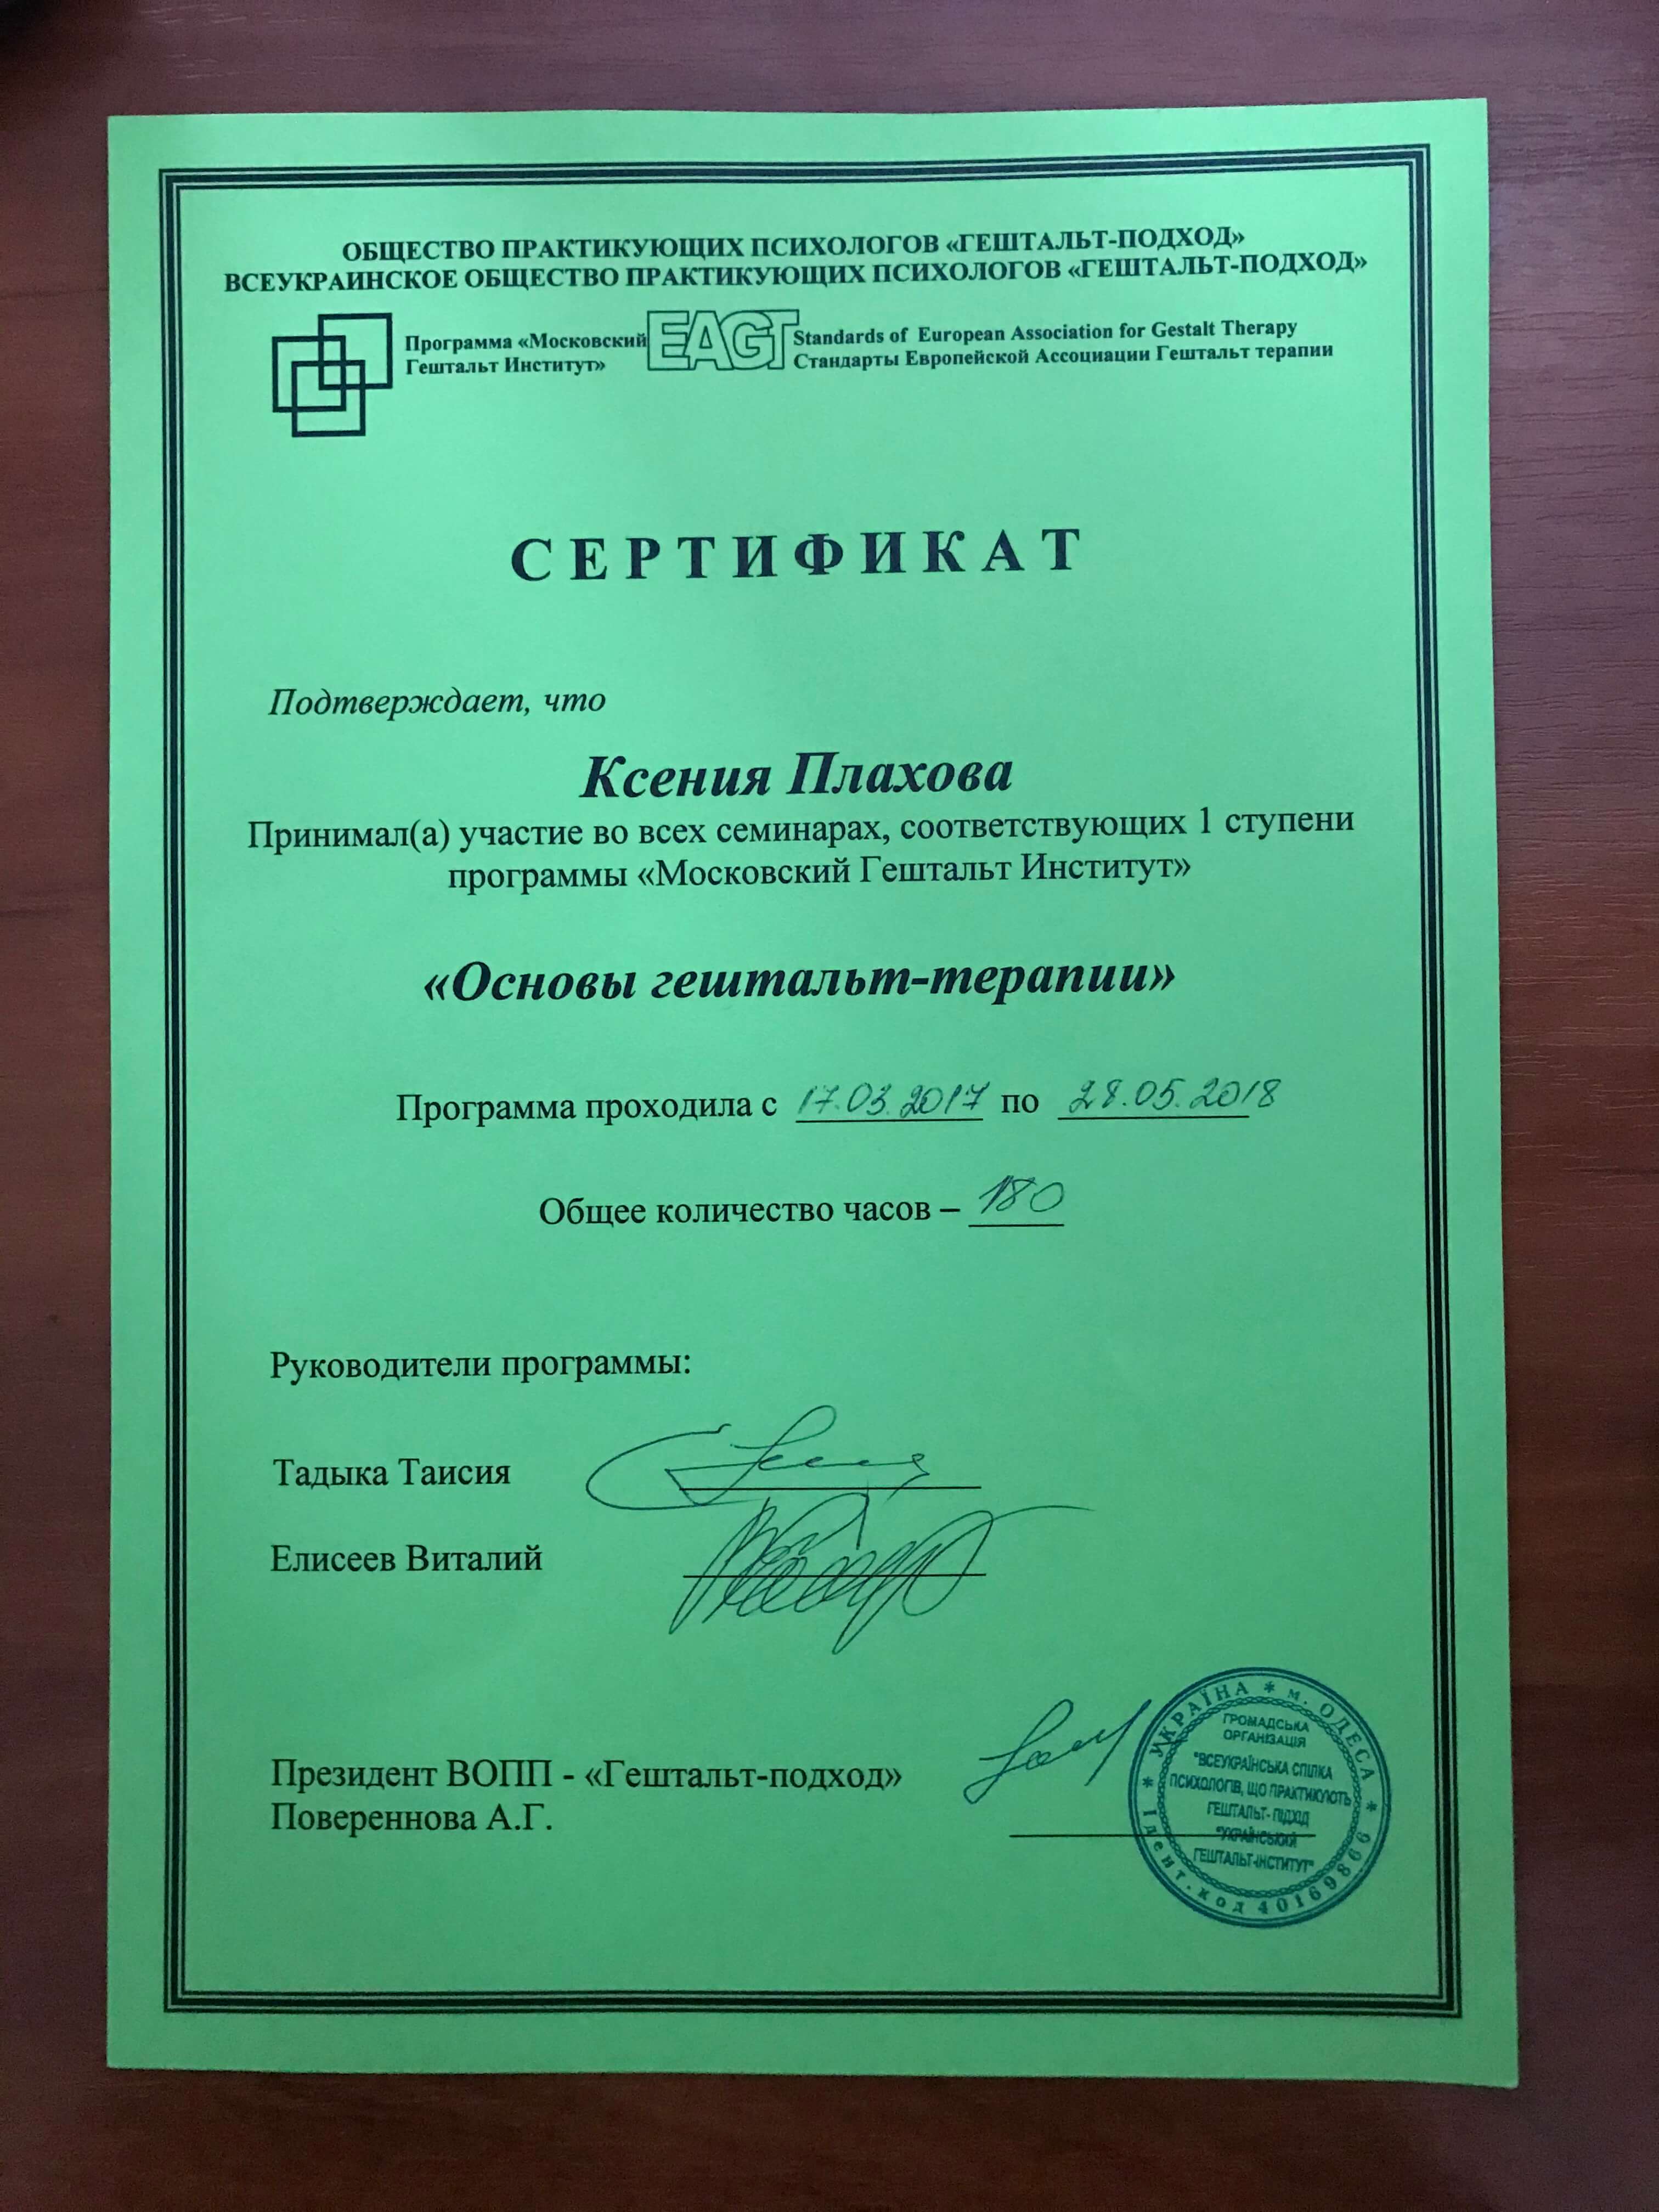 ОБЩЕСТВО ПРАКТИКУЮЩИХ ПСИХОЛОГОВ «ГЕШТАЛЬТ-ПОДХОД»
ВСЕУКРАИНСКОЕ ОБЩЕСТВО ПРАКТИКУЮЩИХ ПСИХОЛОГОВ «ГЕШТАЛЬТ-ПОДХОД»
Программа «Московский
Гештальт Институт»
EAGT
Standards of European Association for Gestalt Therapy
Стандарты Европейской Ассоциации Гештальт терапии
СЕРТИФИКАТ
Подтверждает, что
Ксения Плахова
Принимал(а) участие во всех семинарах, соответствующих 1 ступени
программы «Московский Гештальт Институт»
«Основы гештальт-терапии»
Программа проходила с 17.03.2017 по 28.05.2018
Общее количество часов – 180
Руководители программы:
Тадыка Таисия
Елисеев Виталий
Президент ВОПП - «Гештальт-подход»
Повереннова А.Г.
УКРАЇНА * м. ОДЕСА *
ГРОМАДСЬКА
ОРГАНІЗАЦІЯ
"ВСЕУКРАЇНСЬКА СПІЛКА
ПСИХОЛОГІВ, ЩО ПРАКТИКУЮТЬ
ГЕШТАЛЬТ- ПІДХІД
"УКРАЇНСЬКИЙ
ГЕШТАЛЬТ-ІНСТИТУТ"
Ідент.код 40169866 *